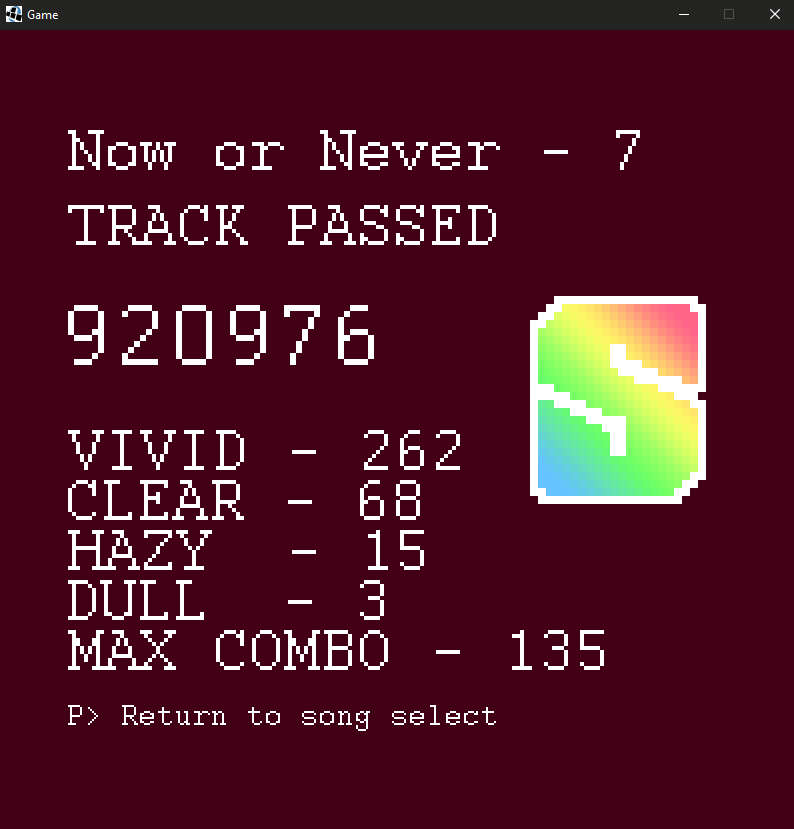 Game
Now or Never - 7
TRACK PASSED
920976
S
VIVID - 262
CLEAR - 68
HAZY - 15
DULL - 3
MAX COMBO - 135
P> Return to song select